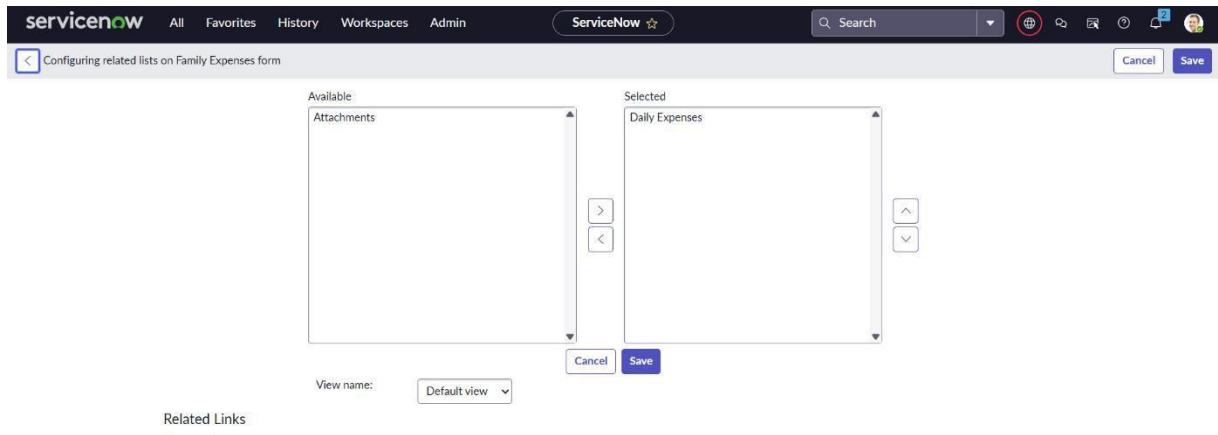 servicenow All Favorites History Workspaces Admin ServiceNow Search 2
Configuring related lists on Family Expenses form Cancel Save
Available Selected
Attachments Daily Expenses
Cancel Save
View name: Default view
Related Links